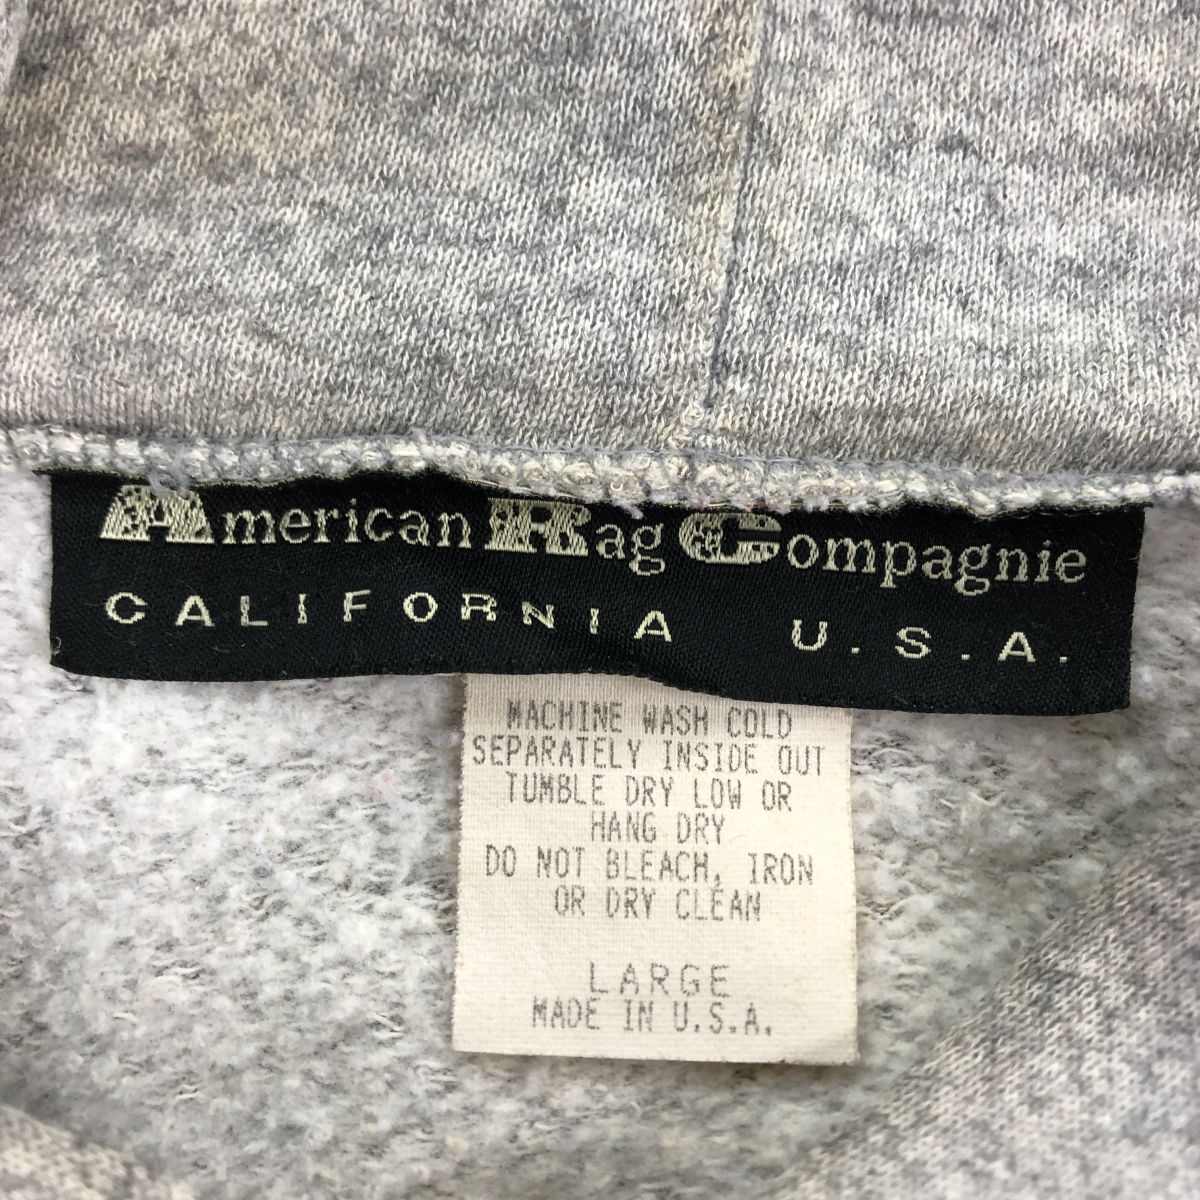 American Rag Compagnie
CALIFORNIA U.S.A.
MACHINE WASH COLD
SEPARATELY INSIDE OUT
TUMBLE DRY LOW OR
HANG DRY
DO NOT BLEACH, IRON
OR DRY CLEAN
LARGE
MADE IN U.S.A.